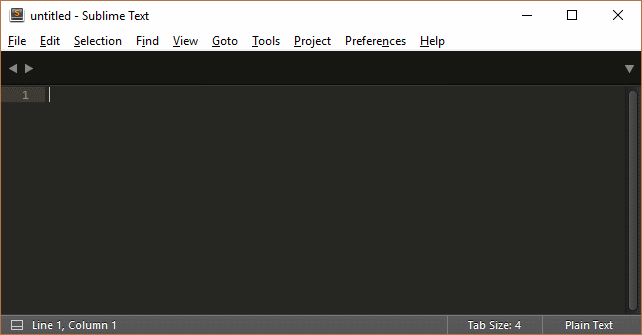 untitled - Sublime Text
File Edit Selection Find View Goto Tools Project Preferences Help
1
Line 1, Column 1 Tab Size: 4 Plain Text